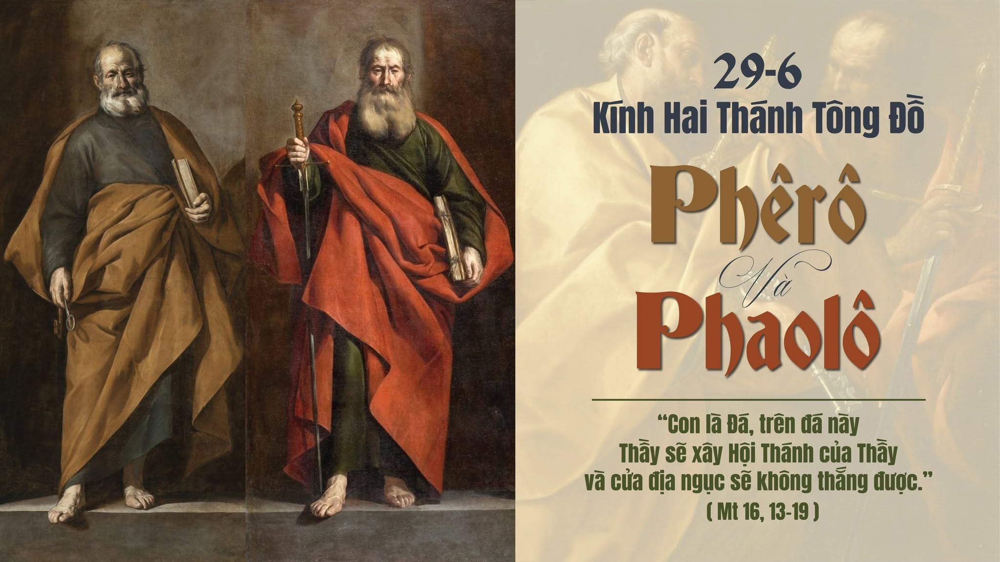 29-6
Kính Hai Thánh Tông Đồ
Phêrô
Và
Phaolô
“Con là Đá, trên đá này
Thầy sẽ xây Hội Thánh của Thầy
và cửa địa ngục sẽ không thắng được.”
( Mt 16, 13-19 )